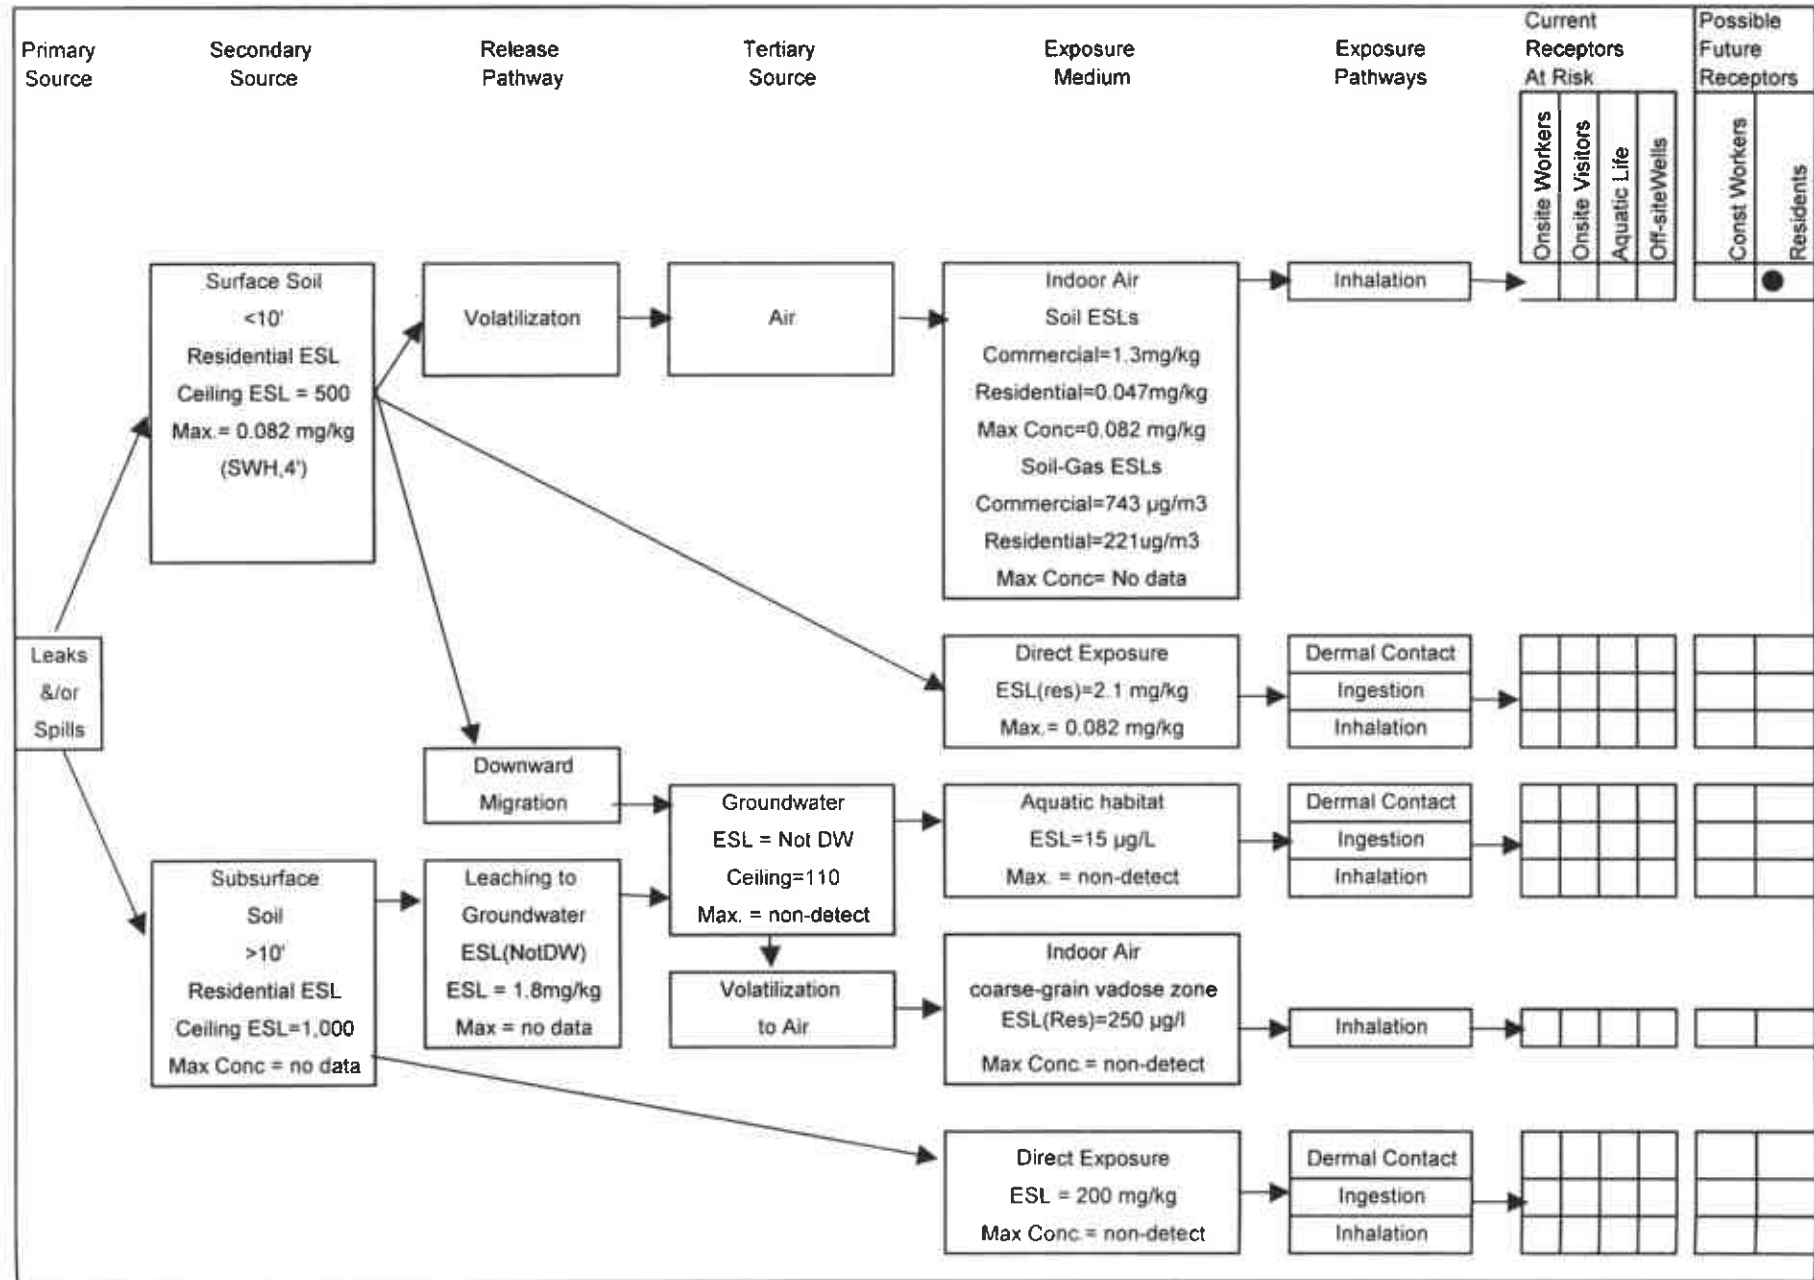 Primary
Source
Secondary
Source
Release
Pathway
Tertiary
Source
Exposure
Medium
Exposure
Pathways
Current
Receptors
At Risk
Possible
Future
Receptors
Onsite Workers
Onsite Visitors
Aquatic Life
Off-siteWells
Const Workers
Residents
Surface Soil
<10'
Residential ESL
Ceiling ESL = 500
Max.= 0.082 mg/kg
(SWH,4')
Volatilizaton
Air
Indoor Air
Soil ESLs
Commercial=1.3mg/kg
Residential=0.047mg/kg
Max Conc=0.082 mg/kg
Soil-Gas ESLs
Commercial=743 µg/m3
Residential=221ug/m3
Max Conc= No data
Inhalation
Leaks
&/or
Spills
Direct Exposure
ESL(res)=2.1 mg/kg
Max.= 0.082 mg/kg
Dermal Contact
Ingestion
Inhalation
Downward
Migration
Groundwater
ESL = Not DW
Ceiling=110
Max. = non-detect
Aquatic habitat
ESL=15 µg/L
Max. = non-detect
Dermal Contact
Ingestion
Inhalation
Subsurface
Soil
>10'
Residential ESL
Ceiling ESL=1,000
Max Conc = no data
Leaching to
Groundwater
ESL(NotDW)
ESL = 1.8mg/kg
Max = no data
Volatilization
to Air
Indoor Air
coarse-grain vadose zone
ESL(Res)=250 µg/l
Max Conc = non-detect
Inhalation
Direct Exposure
ESL = 200 mg/kg
Max Conc = non-detect
Dermal Contact
Ingestion
Inhalation